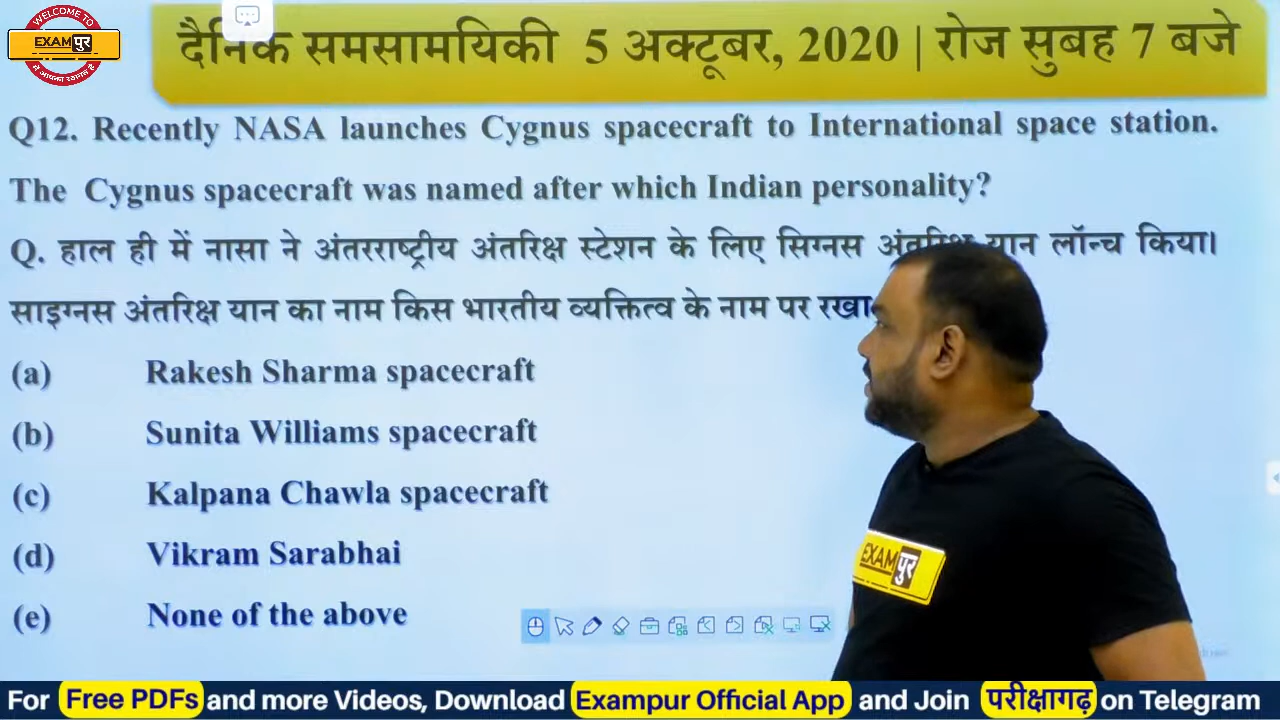 WELCOME TO
EXAMपुर
में आपका स्वागत है
दैनिक समसामयिकी 5 अक्टूबर, 2020 | रोज सुबह 7 बजे
Q12. Recently NASA launches Cygnus spacecraft to International space station.
The Cygnus spacecraft was named after which Indian personality?
Q. हाल ही में नासा ने अंतरराष्ट्रीय अंतरिक्ष स्टेशन के लिए सिग्नस अंतरिक्ष यान लॉन्च किया।
साइग्नस अंतरिक्ष यान का नाम किस भारतीय व्यक्तित्व के नाम पर रखा
(a) Rakesh Sharma spacecraft
(b) Sunita Williams spacecraft
(c) Kalpana Chawla spacecraft
(d) Vikram Sarabhai
(e) None of the above
EXAMपुर
For Free PDFs and more Videos, Download Exampur Official App and Join परीक्षागढ़ on Telegram